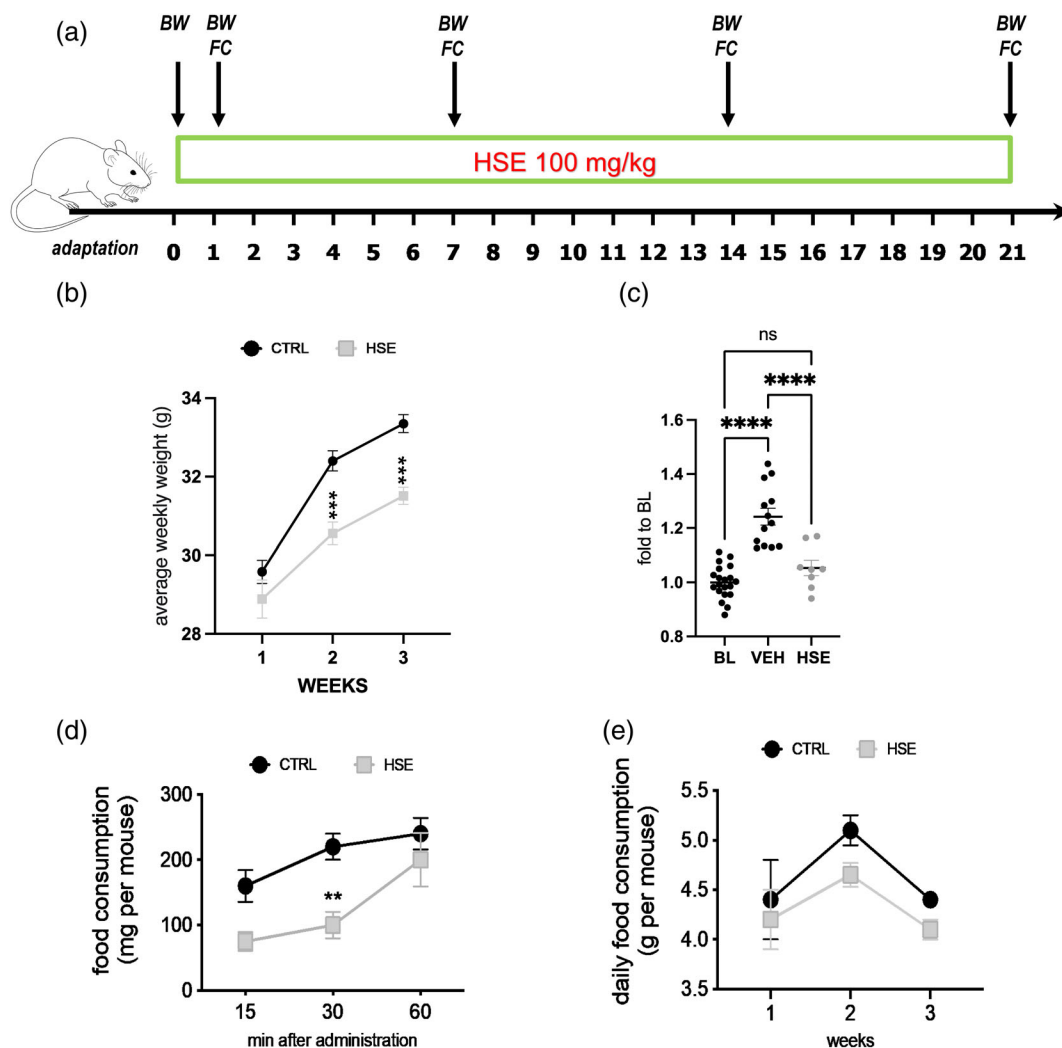 (a)
BW BW BW BW BW
FC FC FC FC
HSE 100 mg/kg
adaptation 0 1 2 3 4 5 6 7 8 9 10 11 12 13 14 15 16 17 18 19 20 21
(b)
CTRL HSE
average weekly weight (g)
34
32
30
28
***
***
1 2 3
WEEKS
(c)
ns
****
****
fold to BL
1.6
1.4
1.2
1.0
0.8
BL VEH HSE
(d)
CTRL HSE
food consumption
(mg per mouse)
300
200
100
0
**
15 30 60
min after administration
(e)
CTRL HSE
daily food consumption
(g per mouse)
5.5
5.0
4.5
4.0
3.5
1 2 3
weeks